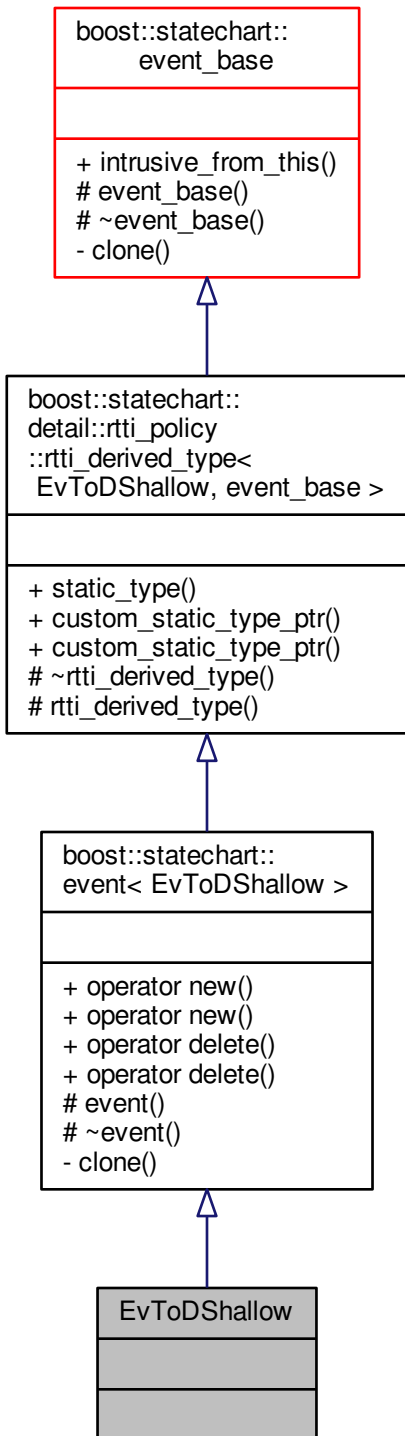 boost::statechart::
event_base
+ intrusive_from_this()
# event_base()
# ~event_base()
- clone()
boost::statechart::
detail::rtti_policy
::rtti_derived_type<
EvToDShallow, event_base >
+ static_type()
+ custom_static_type_ptr()
+ custom_static_type_ptr()
# ~rtti_derived_type()
# rtti_derived_type()
boost::statechart::
event< EvToDShallow >
+ operator new()
+ operator new()
+ operator delete()
+ operator delete()
# event()
# ~event()
- clone()
EvToDShallow